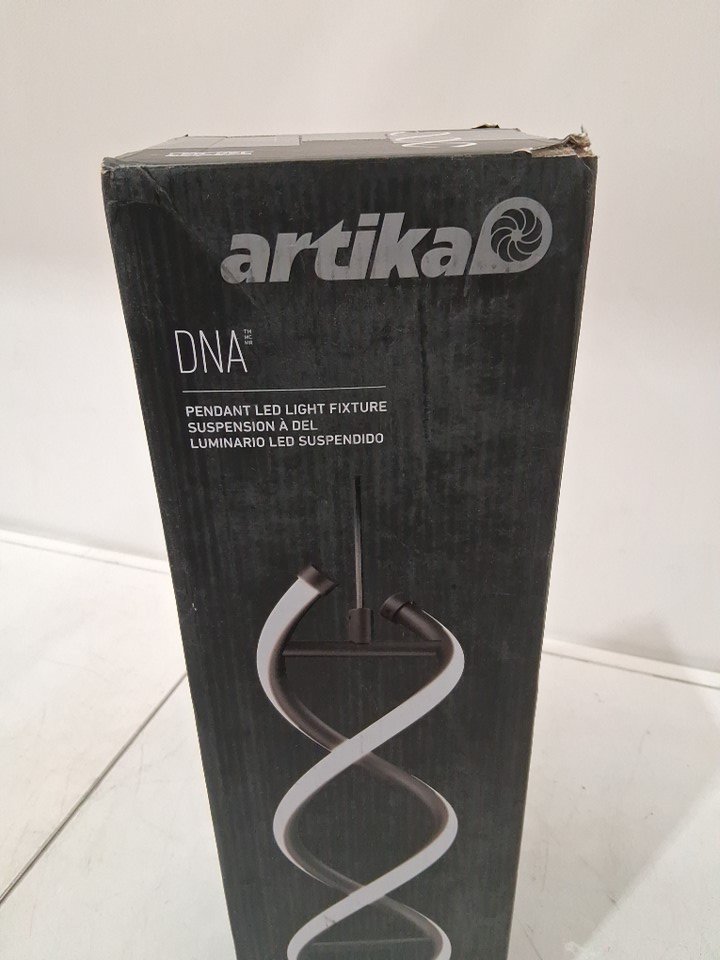 artika
DNA
TM
MC
MR
PENDANT LED LIGHT FIXTURE
SUSPENSION À DEL
LUMINARIO LED SUSPENDIDO